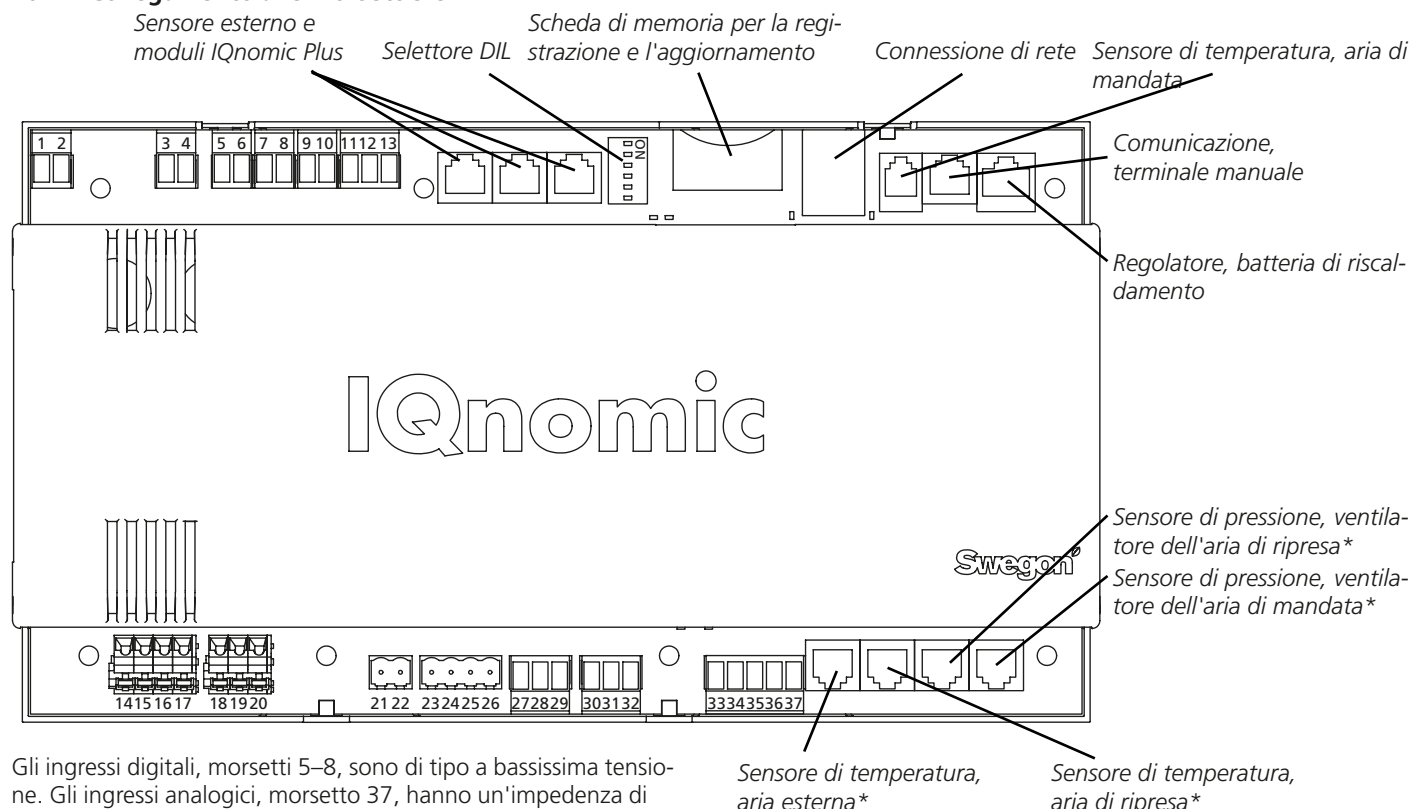 Sensore esterno e
moduli IQnomic Plus
Selettore DIL
Scheda di memoria per la regi-
strazione e l'aggiornamento
Connessione di rete
Sensore di temperatura, aria di
mandata
1 2
3 4
5 6
7 8
9 10
11 12 13
ON
Comunicazione,
terminale manuale
Regolatore, batteria di riscal-
damento
IQnomic
Swegon
Sensore di pressione, ventila-
tore dell'aria di ripresa*
Sensore di pressione, ventila-
tore dell'aria di mandata*
14 15 16 17
18 19 20
21 22
23 24 25 26
27 28 29
30 31 32
33 34 35 36 37
Gli ingressi digitali, morsetti 5–8, sono di tipo a bassissima tensio-
ne. Gli ingressi analogici, morsetto 37, hanno un'impedenza di
Sensore di temperatura,
aria esterna*
Sensore di temperatura,
aria di ripresa*